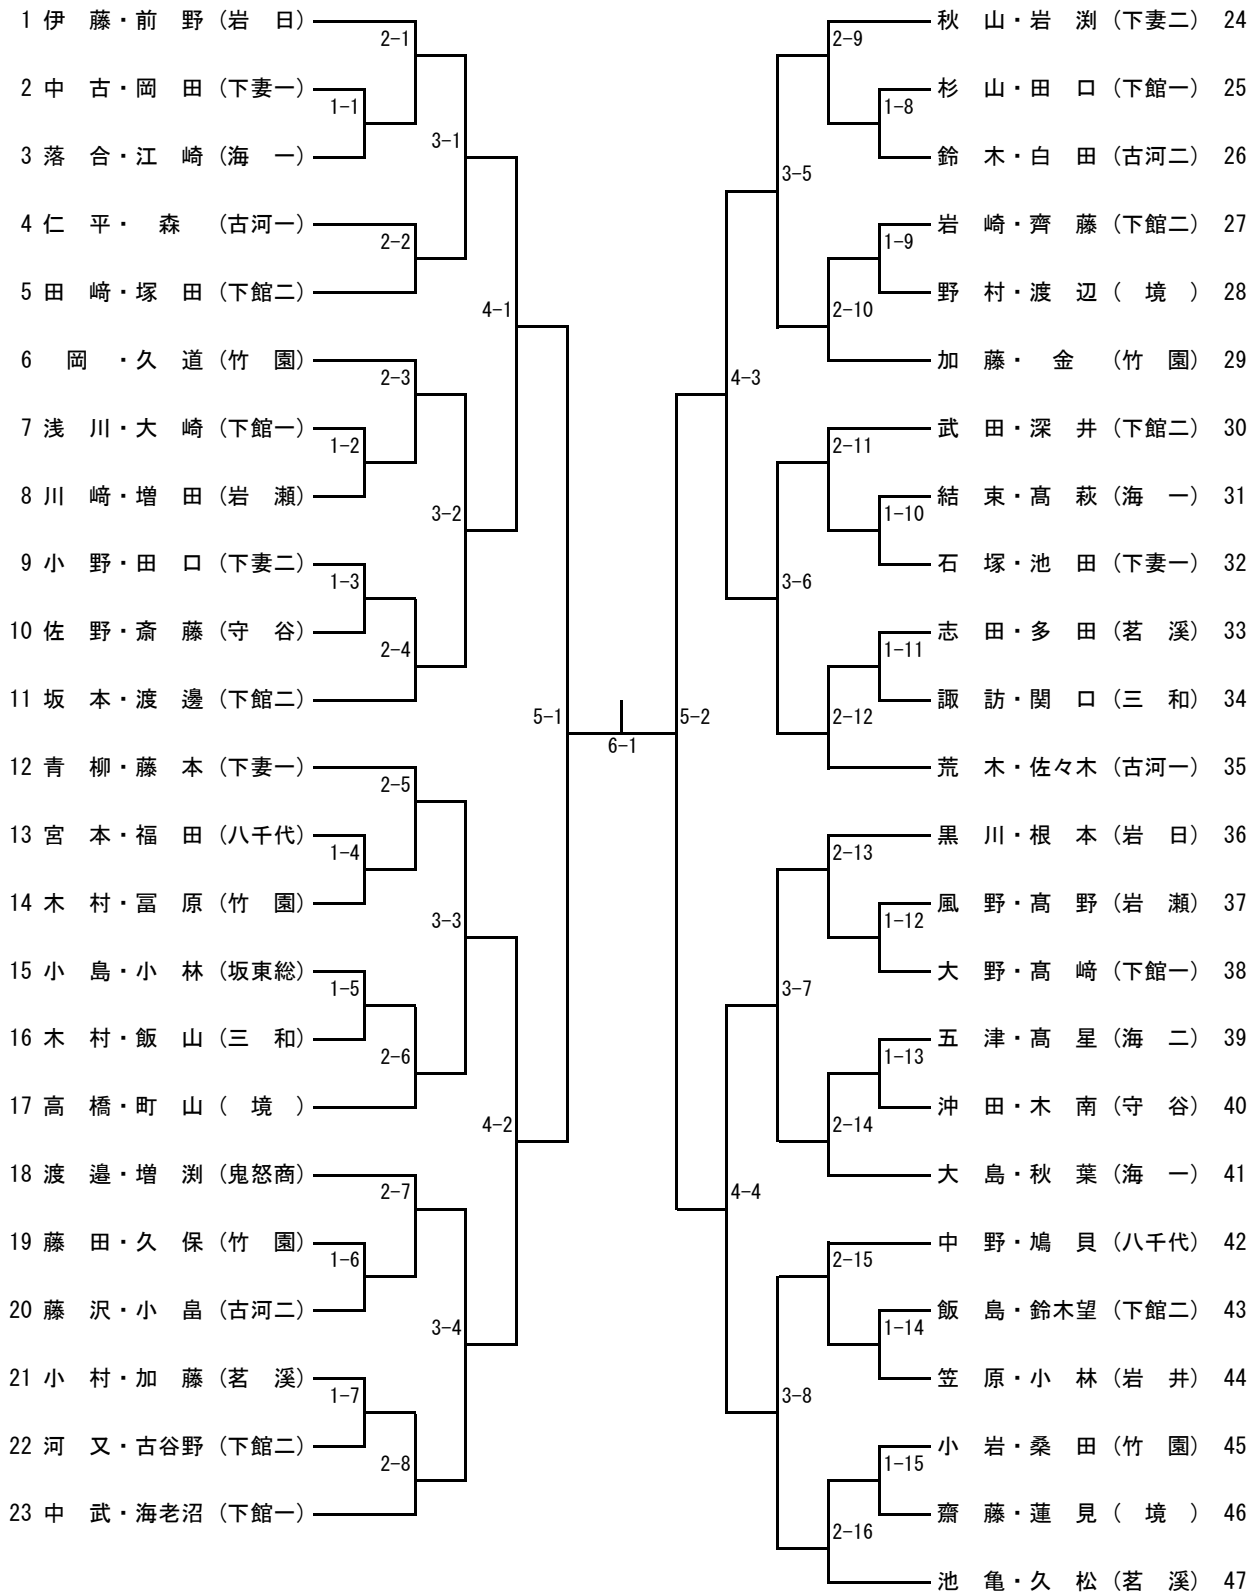 1 伊 藤・前 野 (岩 日)
2-1
2 中 古・岡 田 (下妻一)
1-1
3 落 合・江 崎 (海 一)
3-1
4 仁 平・ 森 (古河一)
2-2
5 田 﨑・塚 田 (下館二)
4-1
6 岡 ・久 道 (竹 園)
2-3
7 浅 川・大 崎 (下館一)
1-2
8 川 﨑・増 田 (岩 瀬)
3-2
9 小 野・田 口 (下妻二)
1-3
10 佐 野・斎 藤 (守 谷)
2-4
11 坂 本・渡 邊 (下館二)
5-1
12 青 柳・藤 本 (下妻一)
2-5
13 宮 本・福 田 (八千代)
1-4
14 木 村・冨 原 (竹 園)
3-3
15 小 島・小 林 (坂東総)
1-5
16 木 村・飯 山 (三 和)
2-6
17 高 橋・町 山 ( 境 )
4-2
18 渡 邉・増 渕 (鬼怒商)
2-7
19 藤 田・久 保 (竹 園)
1-6
20 藤 沢・小 畠 (古河二)
3-4
21 小 村・加 藤 (茗 溪)
1-7
22 河 又・古谷野 (下館二)
2-8
23 中 武・海老沼 (下館一)
6-1
秋 山・岩 渕 (下妻二) 24
2-9
杉 山・田 口 (下館一) 25
1-8
鈴 木・白 田 (古河二) 26
3-5
岩 崎・齊 藤 (下館二) 27
1-9
野 村・渡 辺 ( 境 ) 28
2-10
加 藤・ 金 (竹 園) 29
4-3
武 田・深 井 (下館二) 30
2-11
結 束・髙 萩 (海 一) 31
1-10
石 塚・池 田 (下妻一) 32
3-6
志 田・多 田 (茗 溪) 33
1-11
諏 訪・関 口 (三 和) 34
2-12
5-2
荒 木・佐々木 (古河一) 35
黒 川・根 本 (岩 日) 36
2-13
風 野・髙 野 (岩 瀬) 37
1-12
大 野・髙 﨑 (下館一) 38
3-7
五 津・髙 星 (海 二) 39
1-13
沖 田・木 南 (守 谷) 40
2-14
大 島・秋 葉 (海 一) 41
4-4
中 野・鳩 貝 (八千代) 42
2-15
飯 島・鈴木望 (下館二) 43
1-14
笠 原・小 林 (岩 井) 44
3-8
小 岩・桑 田 (竹 園) 45
1-15
齋 藤・蓮 見 ( 境 ) 46
2-16
池 亀・久 松 (茗 溪) 47